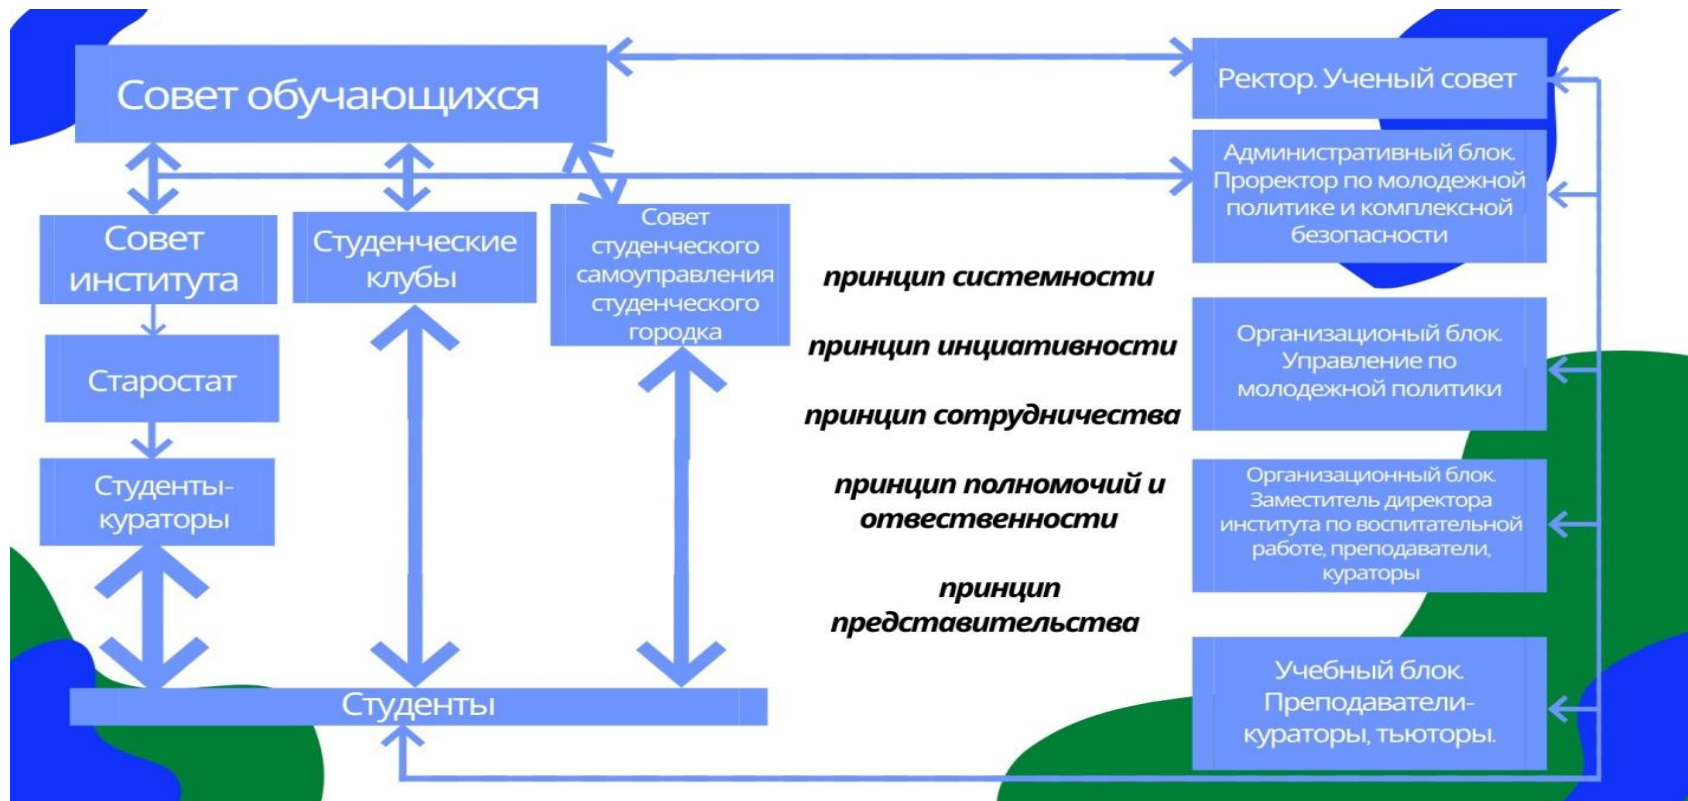 Совет обучающихся
Совет
института
Студенческие
клубы
Совет
студенческого
самоуправления
студенческого
городка
Старостат
Студенты-
кураторы
Студенты
принцип системности
принцип инциативности
принцип сотрудничества
принцип полномочий и
отвественности
принцип
представительства
Ректор. Ученый совет
Административный блок.
Проректор по молодежной
политике и комплексной
безопасности
Организационый блок.
Управление по
молодежной политики
Организационный блок.
Заместитель директора
института по воспитательной
работе, преподаватели,
кураторы
Учебный блок.
Преподаватели-
кураторы, тьюторы.